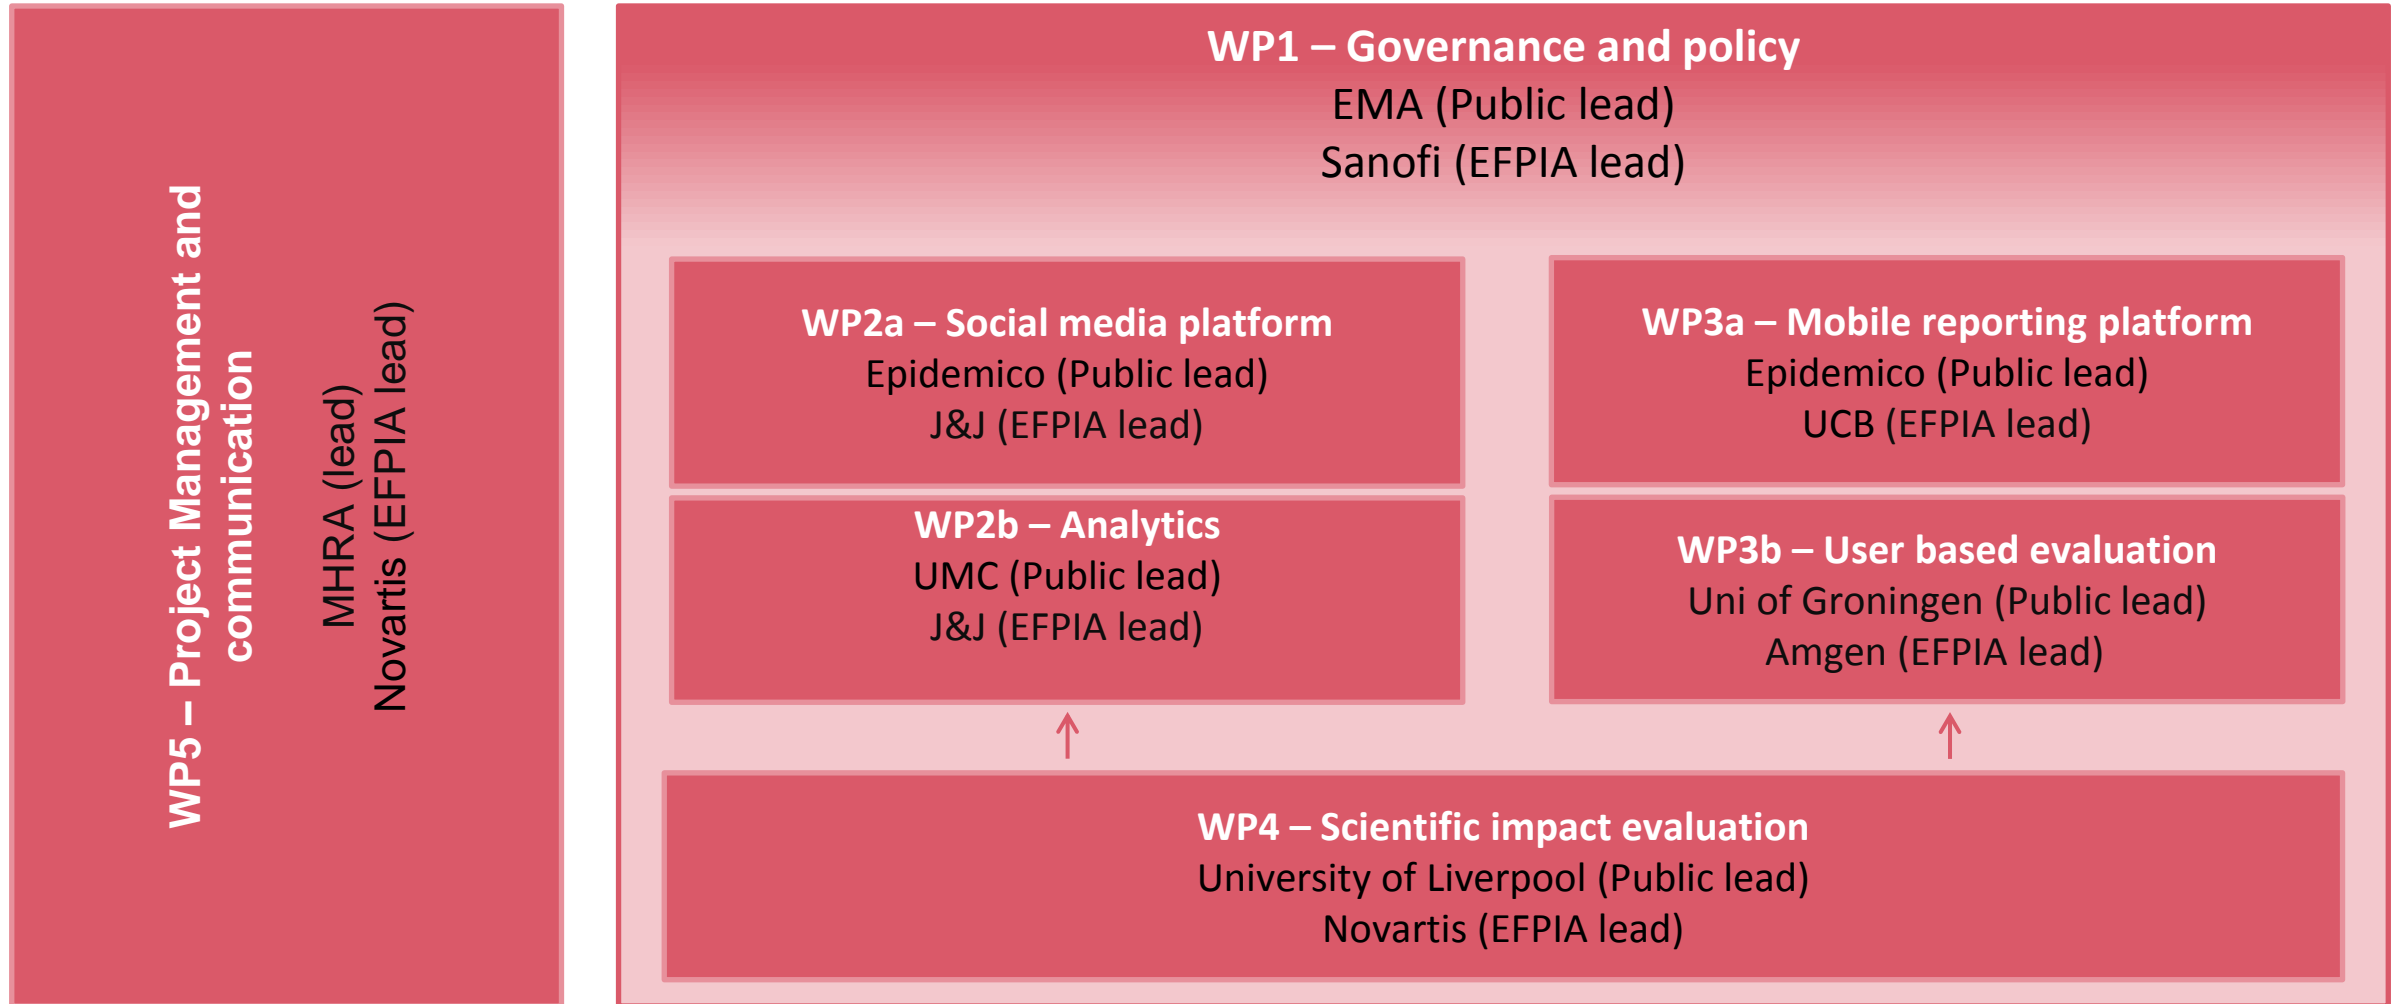 WP5 – Project Management and
communication
MHRA (lead)
Novartis (EFPIA lead)
WP1 – Governance and policy
EMA (Public lead)
Sanofi (EFPIA lead)
WP2a – Social media platform
Epidemico (Public lead)
J&J (EFPIA lead)
WP3a – Mobile reporting platform
Epidemico (Public lead)
UCB (EFPIA lead)
WP2b – Analytics
UMC (Public lead)
J&J (EFPIA lead)
WP3b – User based evaluation
Uni of Groningen (Public lead)
Amgen (EFPIA lead)
WP4 – Scientific impact evaluation
University of Liverpool (Public lead)
Novartis (EFPIA lead)